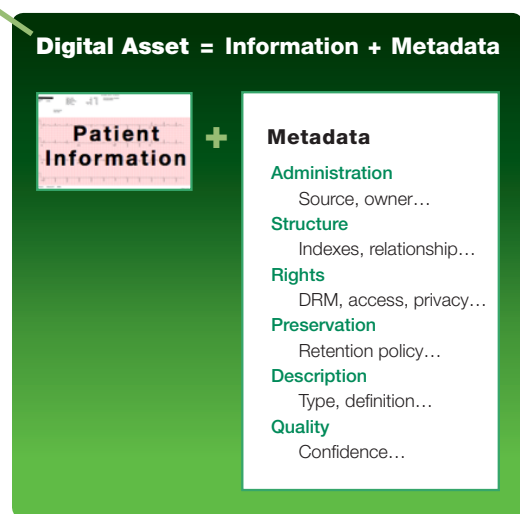 Digital Asset = Information + Metadata
Patient
Information
+
Metadata
Administration
Source, owner…
Structure
Indexes, relationship…
Rights
DRM, access, privacy…
Preservation
Retention policy…
Description
Type, definition…
Quality
Confidence…